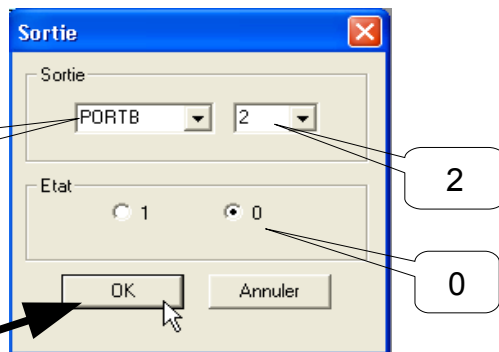 Sortie
Sortie
PORTB 2
2
Etat
1 0
0
OK Annuler